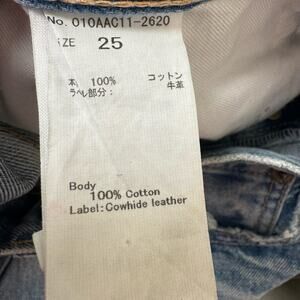 No. 010AAC11-2620
SIZE 25
本 100% コットン
ラベル部分： 牛革
Body
100% Cotton
Label:Cowhide leather